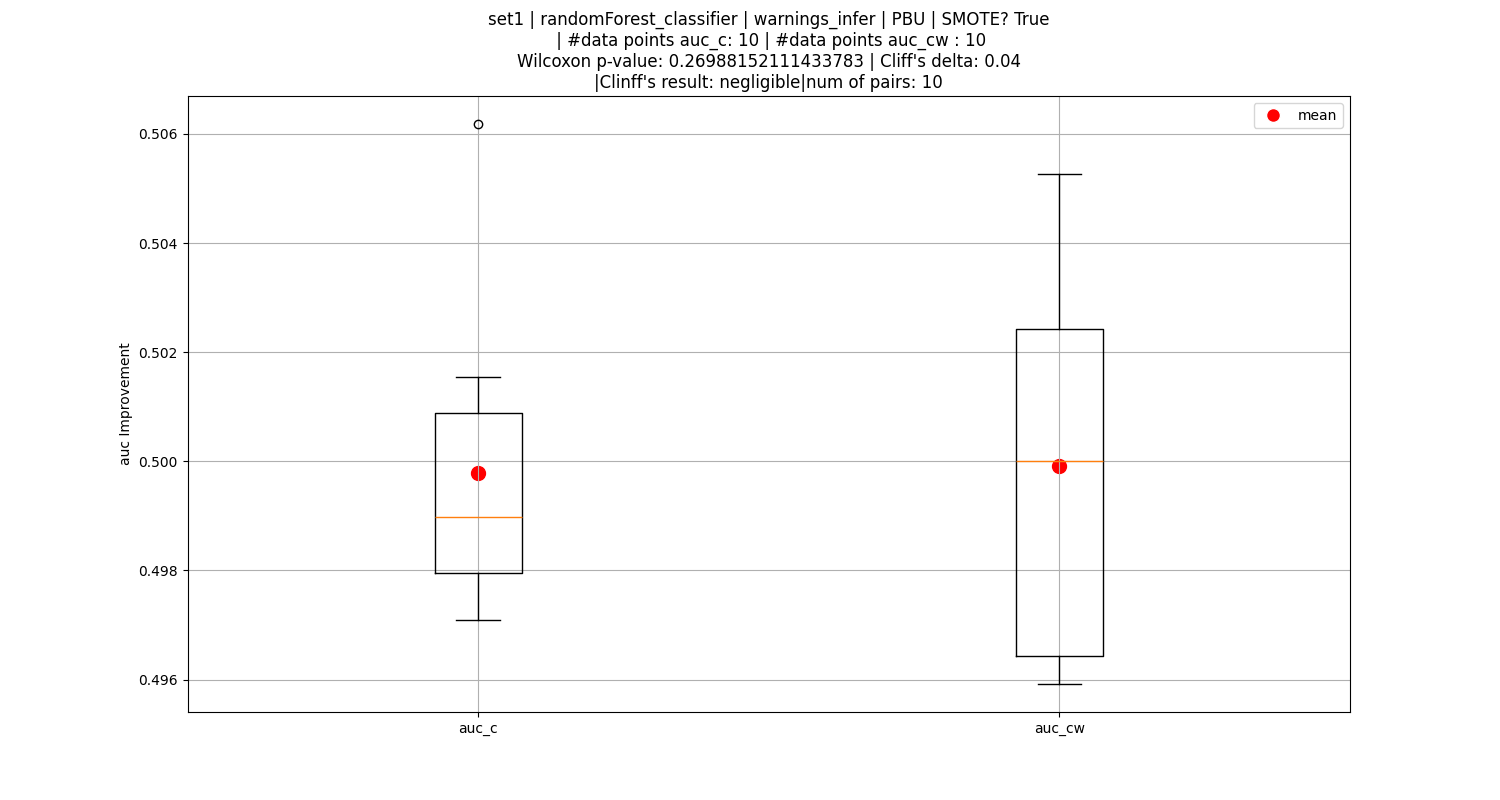 set1 | randomForest_classifier | warnings_infer | PBU | SMOTE? True
| #data points auc_c: 10 | #data points auc_cw : 10
Wilcoxon p-value: 0.26988152111433783 | Cliff's delta: 0.04
|Clinff's result: negligible|num of pairs: 10
mean
0.506
0.504
0.502
0.500
0.498
0.496
auc Improvement
auc_c
auc_cw